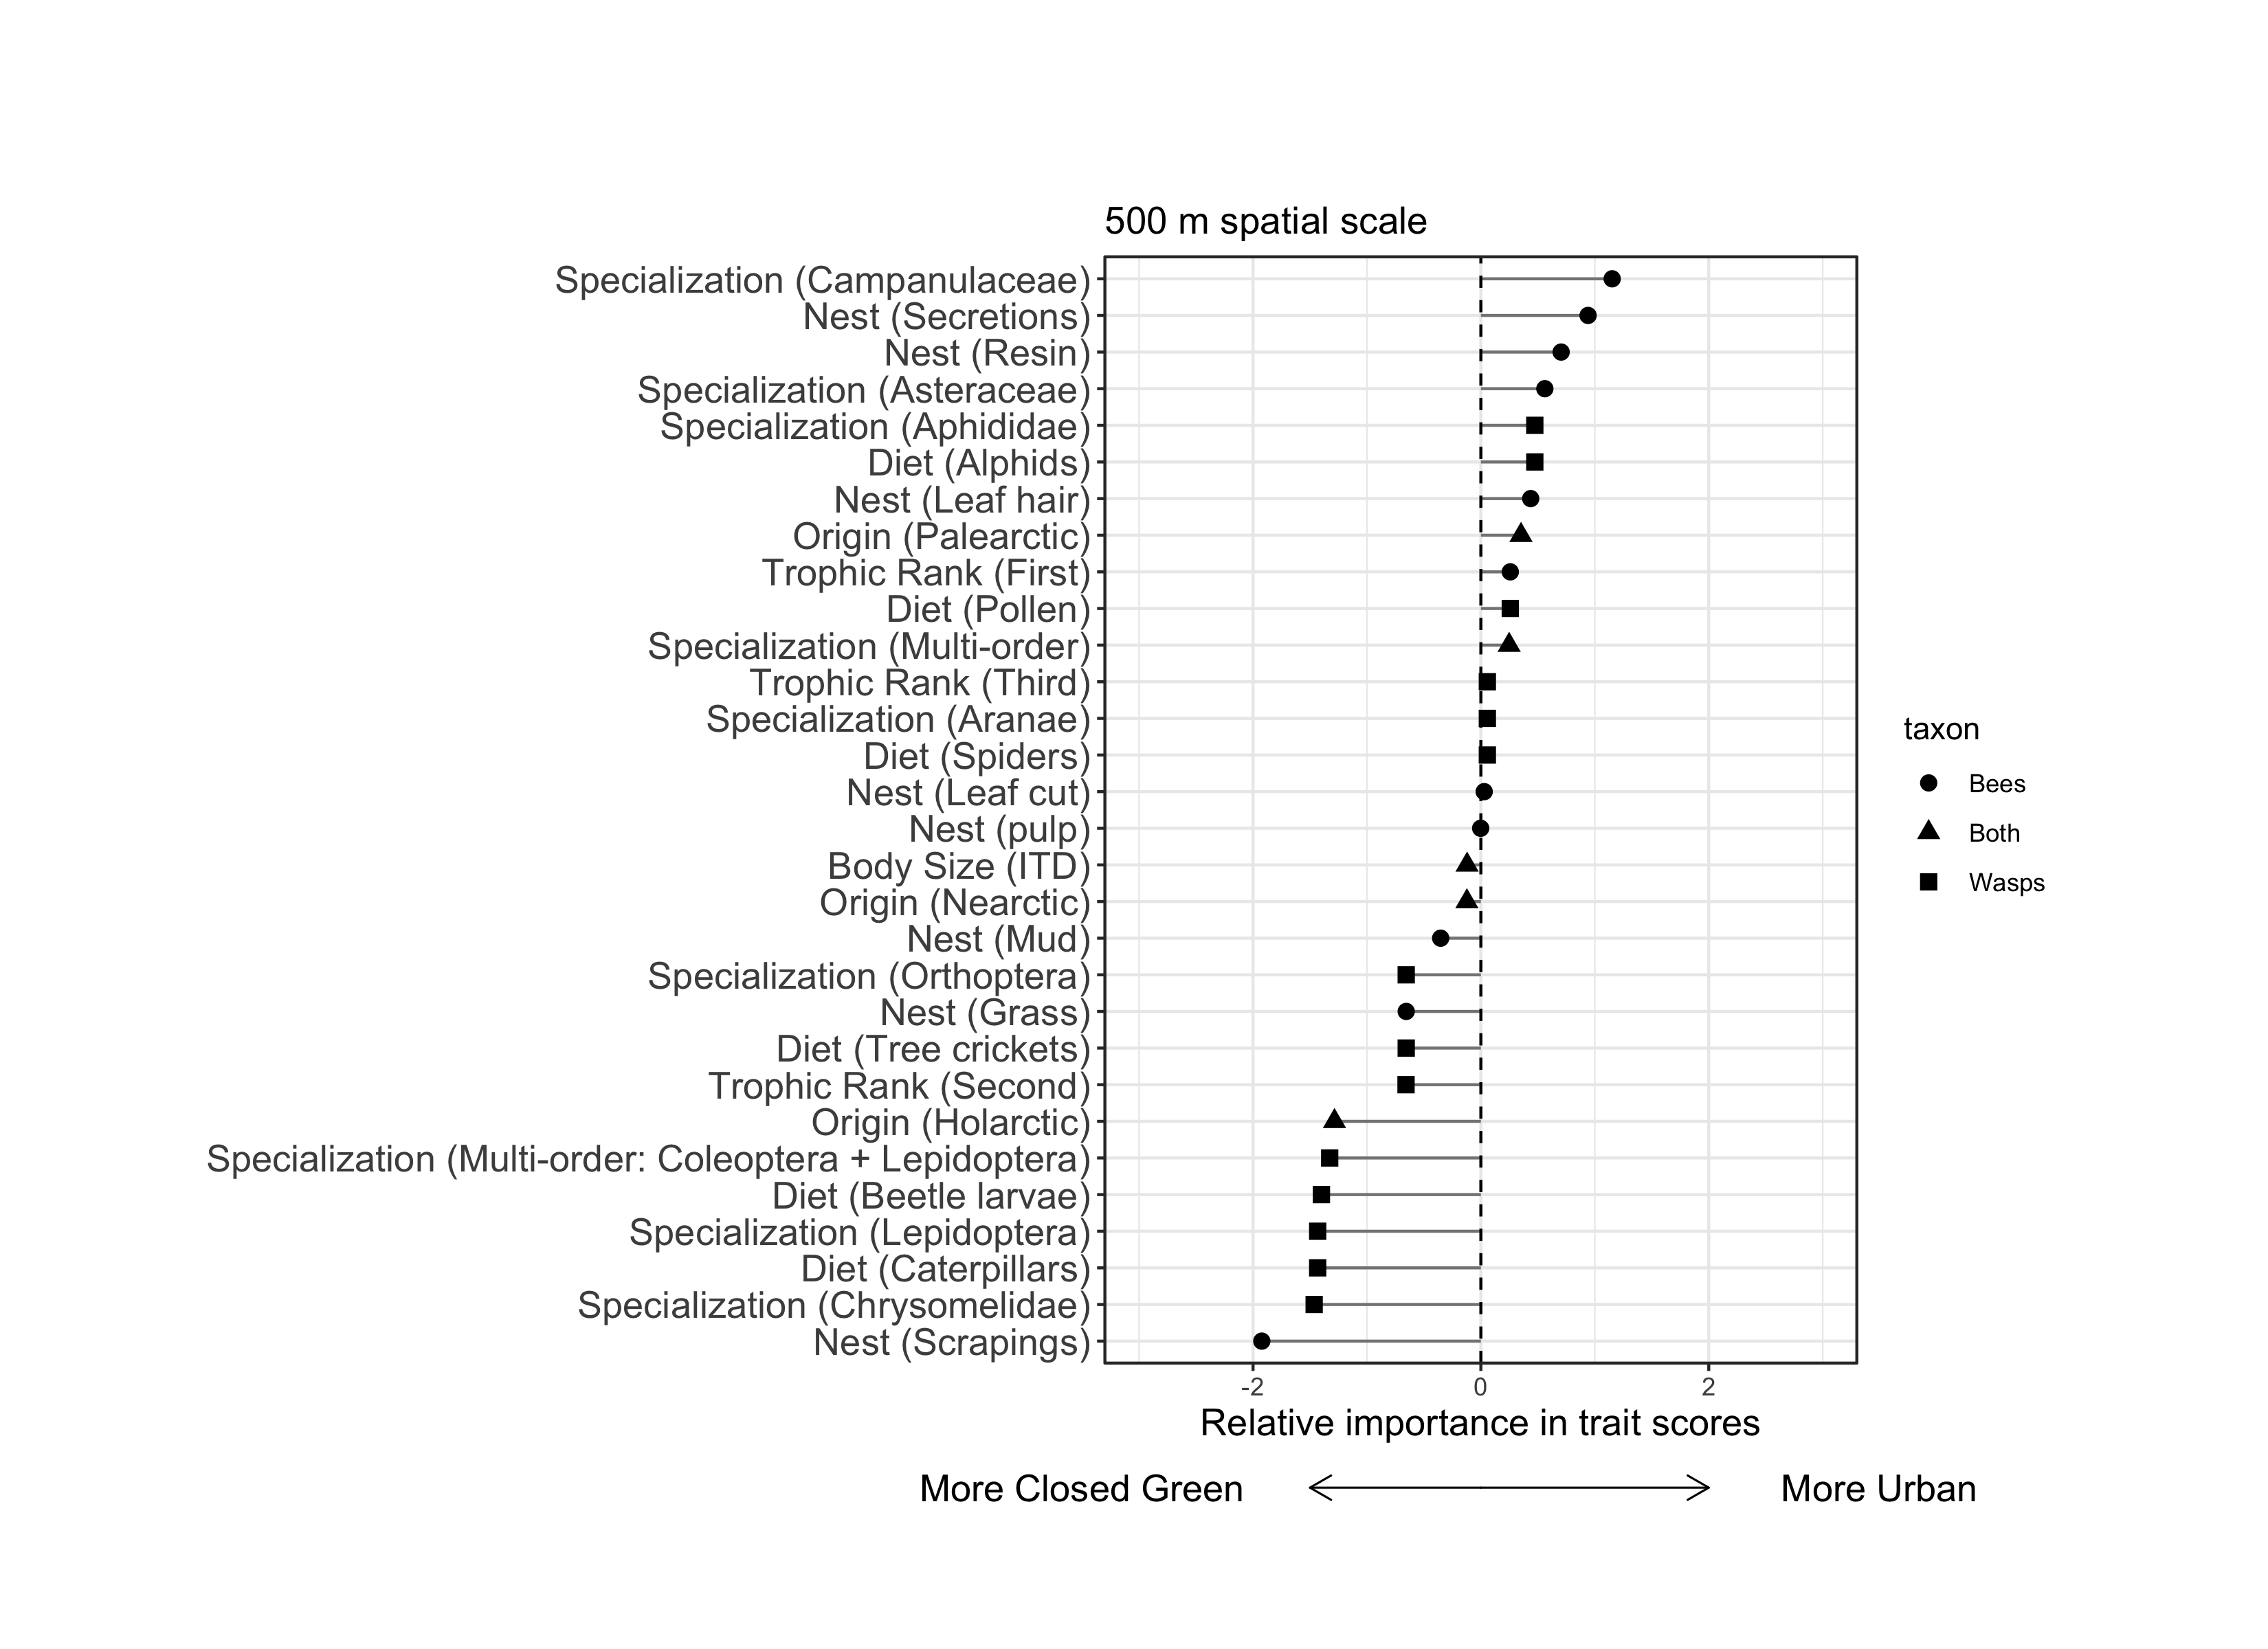 500 m spatial scale
Specialization (Campanulaceae)
Nest (Secretions)
Nest (Resin)
Specialization (Asteraceae)
Specialization (Aphididae)
Diet (Alphids)
Nest (Leaf hair)
Origin (Palearctic)
Trophic Rank (First)
Diet (Pollen)
Specialization (Multi-order)
Trophic Rank (Third)
Specialization (Aranae)
Diet (Spiders)
Nest (Leaf cut)
Nest (pulp)
Body Size (ITD)
Origin (Nearctic)
Nest (Mud)
Specialization (Orthoptera)
Nest (Grass)
Diet (Tree crickets)
Trophic Rank (Second)
Origin (Holarctic)
Specialization (Multi-order: Coleoptera + Lepidoptera)
Diet (Beetle larvae)
Specialization (Lepidoptera)
Diet (Caterpillars)
Specialization (Chrysomelidae)
Nest (Scrapings)
-2 0 2
Relative importance in trait scores
More Closed Green More Urban
taxon
Bees
Both
Wasps